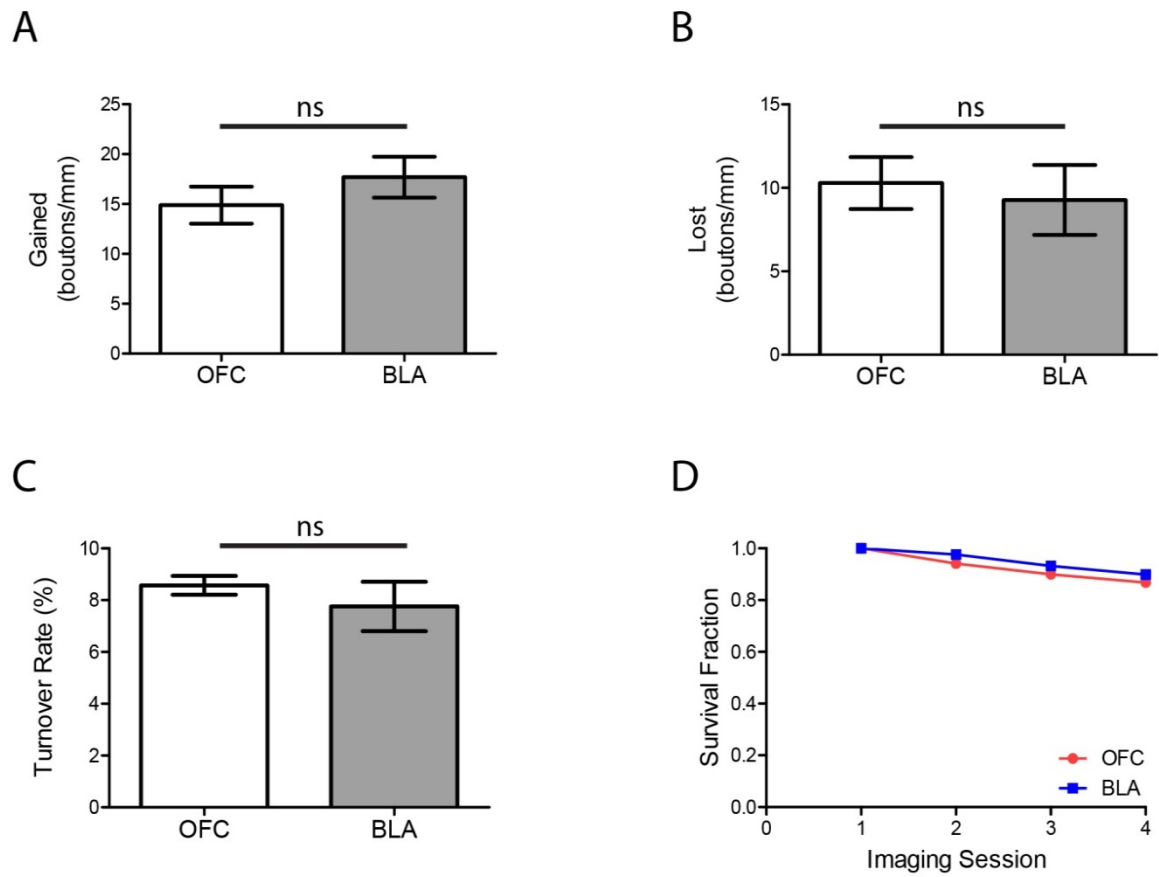 A
Gained
(boutons/mm)
25
20
15
10
5
0
ns
OFC
BLA
B
Lost
(boutons/mm)
15
10
5
0
ns
OFC
BLA
C
Turnover Rate (%)
10
8
6
4
2
0
ns
OFC
BLA
D
Survival Fraction
1.0
0.8
0.6
0.4
0.2
0.0
OFC
BLA
0 1 2 3 4
Imaging Session